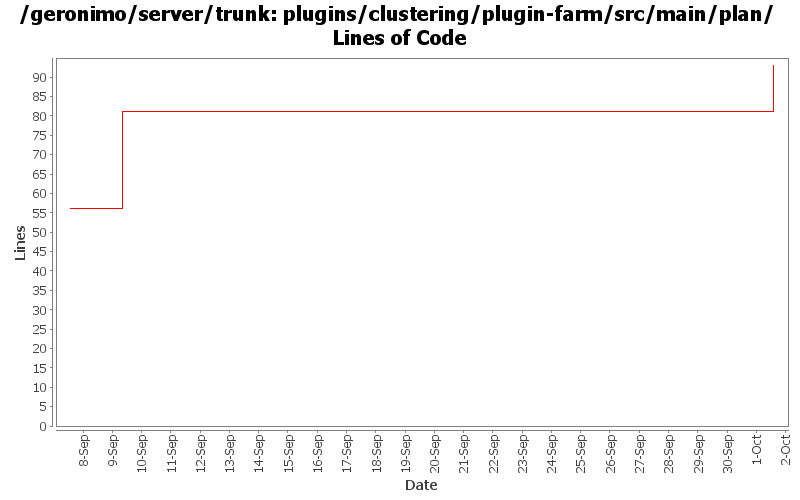 /geronimo/server/trunk: plugins/clustering/plugin-farm/src/main/plan/
Lines of Code
90
85
80
75
70
65
60
55
50
45
40
35
30
25
20
15
10
5
0
Lines
8-Sep
9-Sep
10-Sep
11-Sep
12-Sep
13-Sep
14-Sep
15-Sep
16-Sep
17-Sep
18-Sep
19-Sep
20-Sep
21-Sep
22-Sep
23-Sep
24-Sep
25-Sep
26-Sep
27-Sep
28-Sep
29-Sep
30-Sep
1-Oct
2-Oct
Date